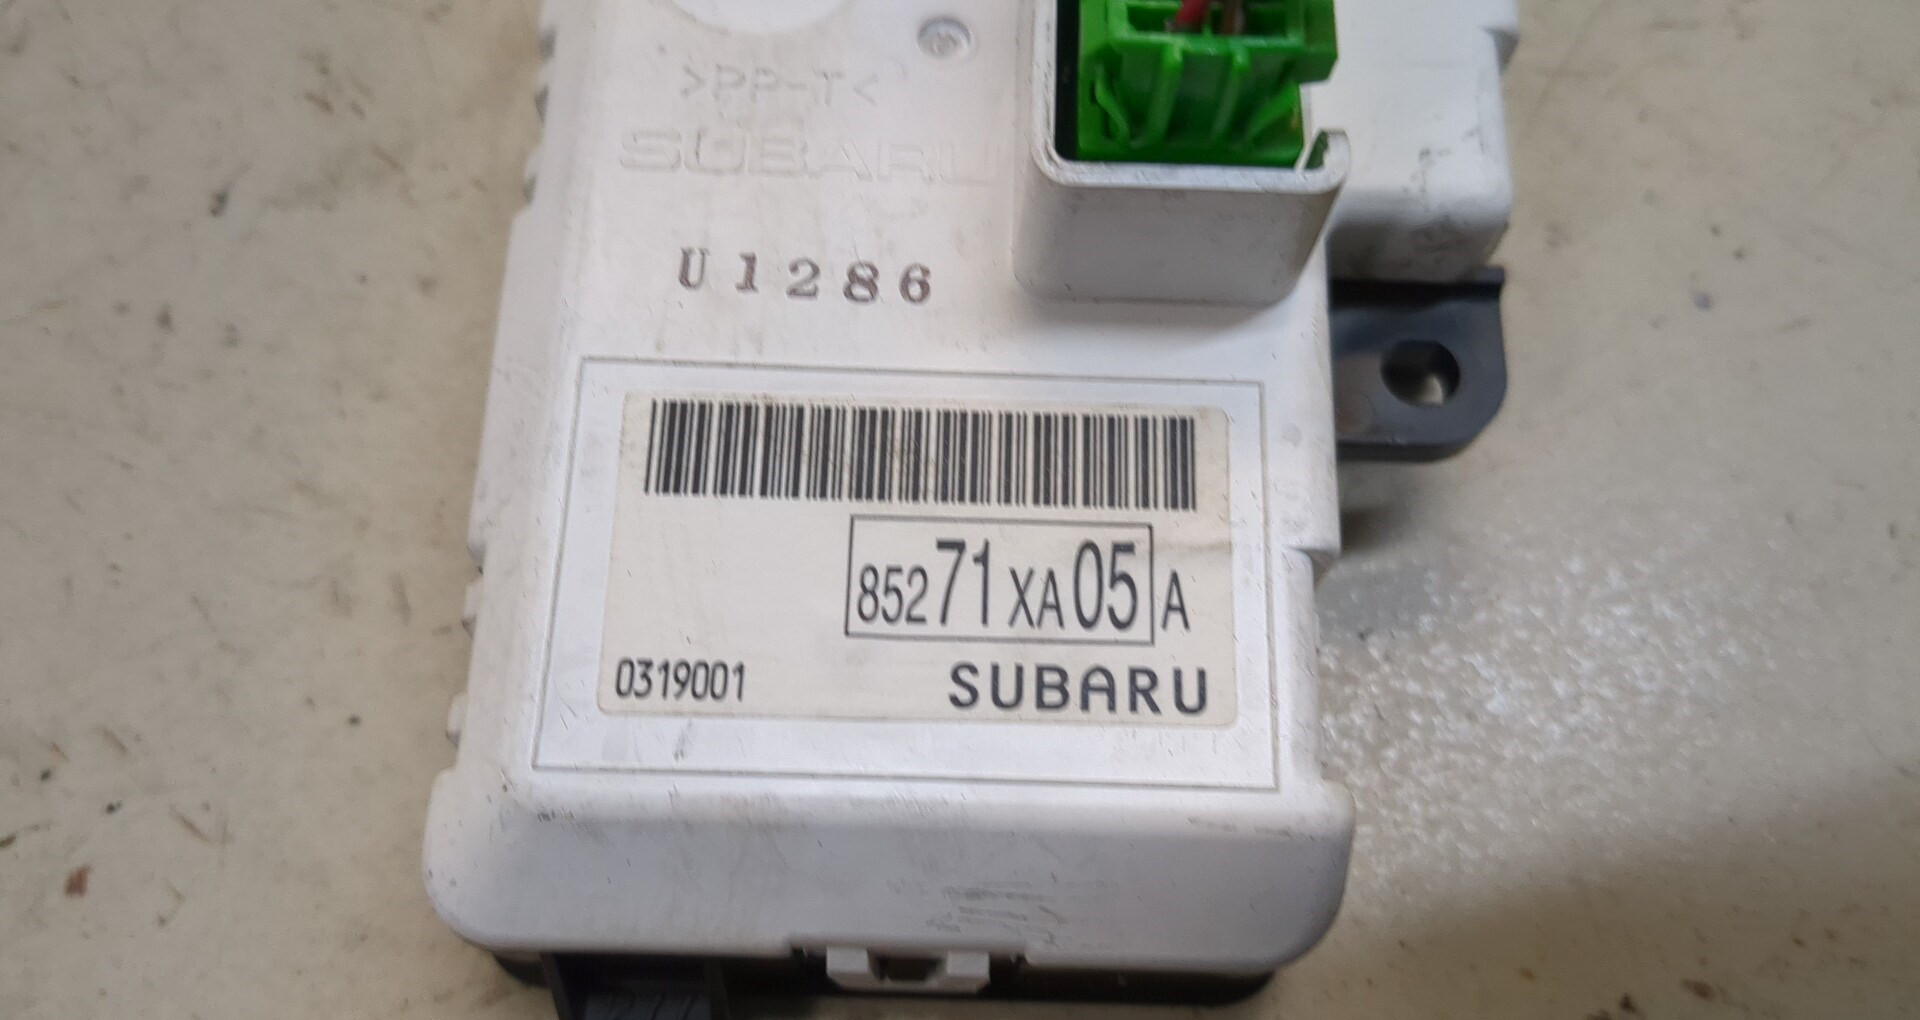 >PP-T<
SUBARU
U1286
85271XA05A
0319001
SUBARU